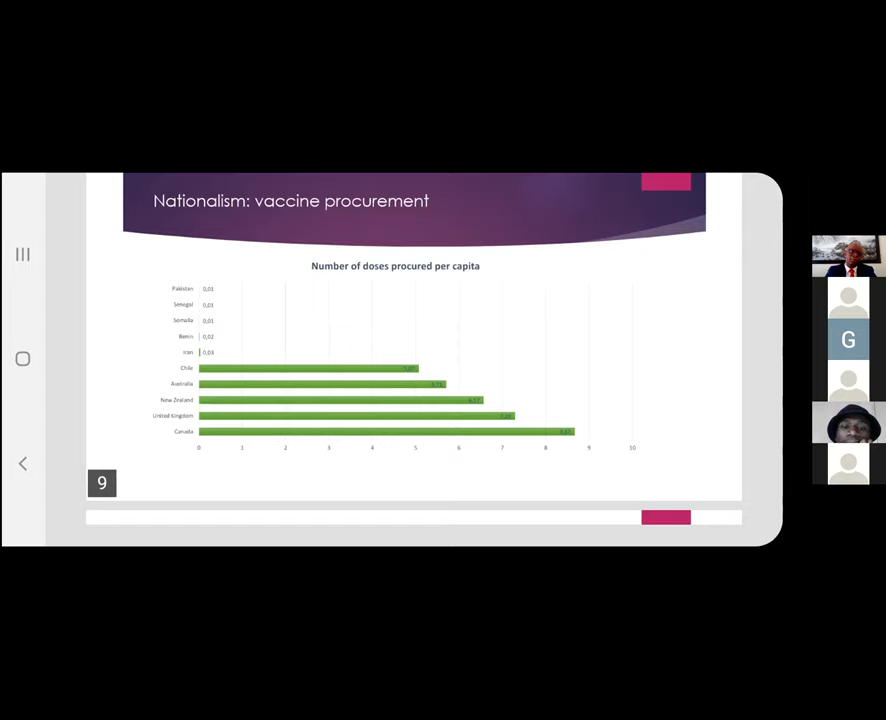 Nationalism: vaccine procurement
Number of doses procured per capita
Pakistan 0,01
Senegal 0,01
Somalia 0,01
Benin 0,02
Iran 0,03
Chile
Australia
New Zealand
United Kingdom
Canada
0 1 2 3 4 5 6 7 8 9 10
9
G